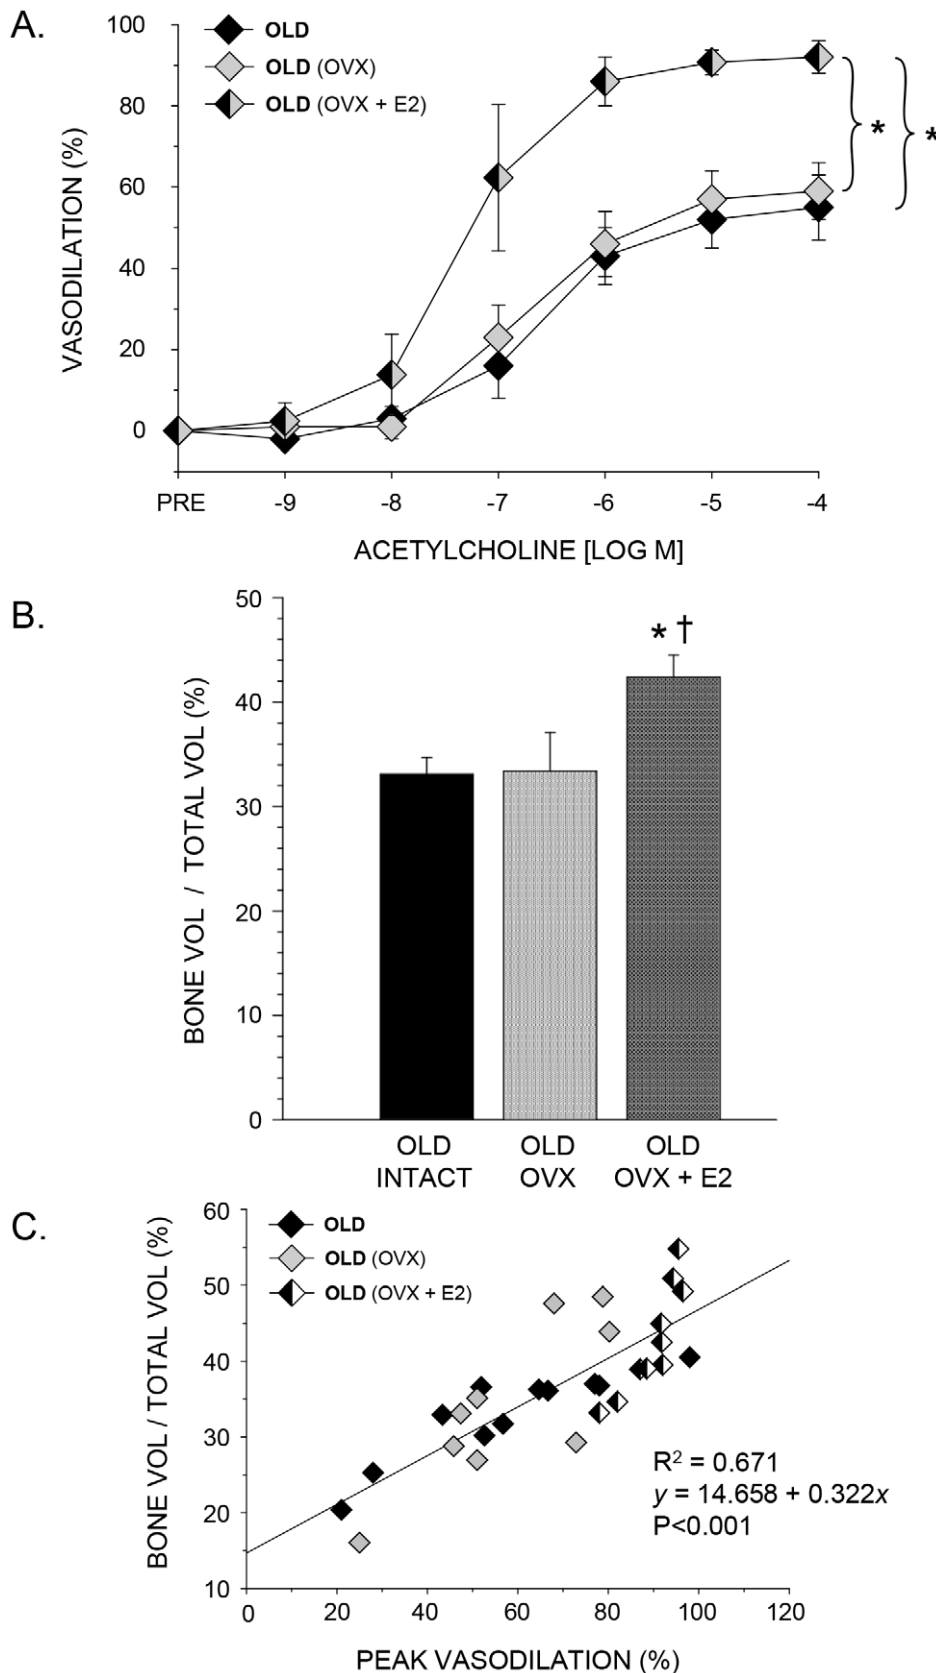 A.
OLD
OLD (OVX)
OLD (OVX + E2)
VASODILATION (%)
100
80
60
40
20
0
*
*
PRE -9 -8 -7 -6 -5 -4
ACETYLCHOLINE [LOG M]
B.
BONE VOL / TOTAL VOL (%)
50
40
30
20
10
0
* †
OLD INTACT
OLD OVX
OLD OVX + E2
C.
BONE VOL / TOTAL VOL (%)
60
50
40
30
20
10
OLD
OLD (OVX)
OLD (OVX + E2)
R² = 0.671
y = 14.658 + 0.322x
P<0.001
0 20 40 60 80 100 120
PEAK VASODILATION (%)